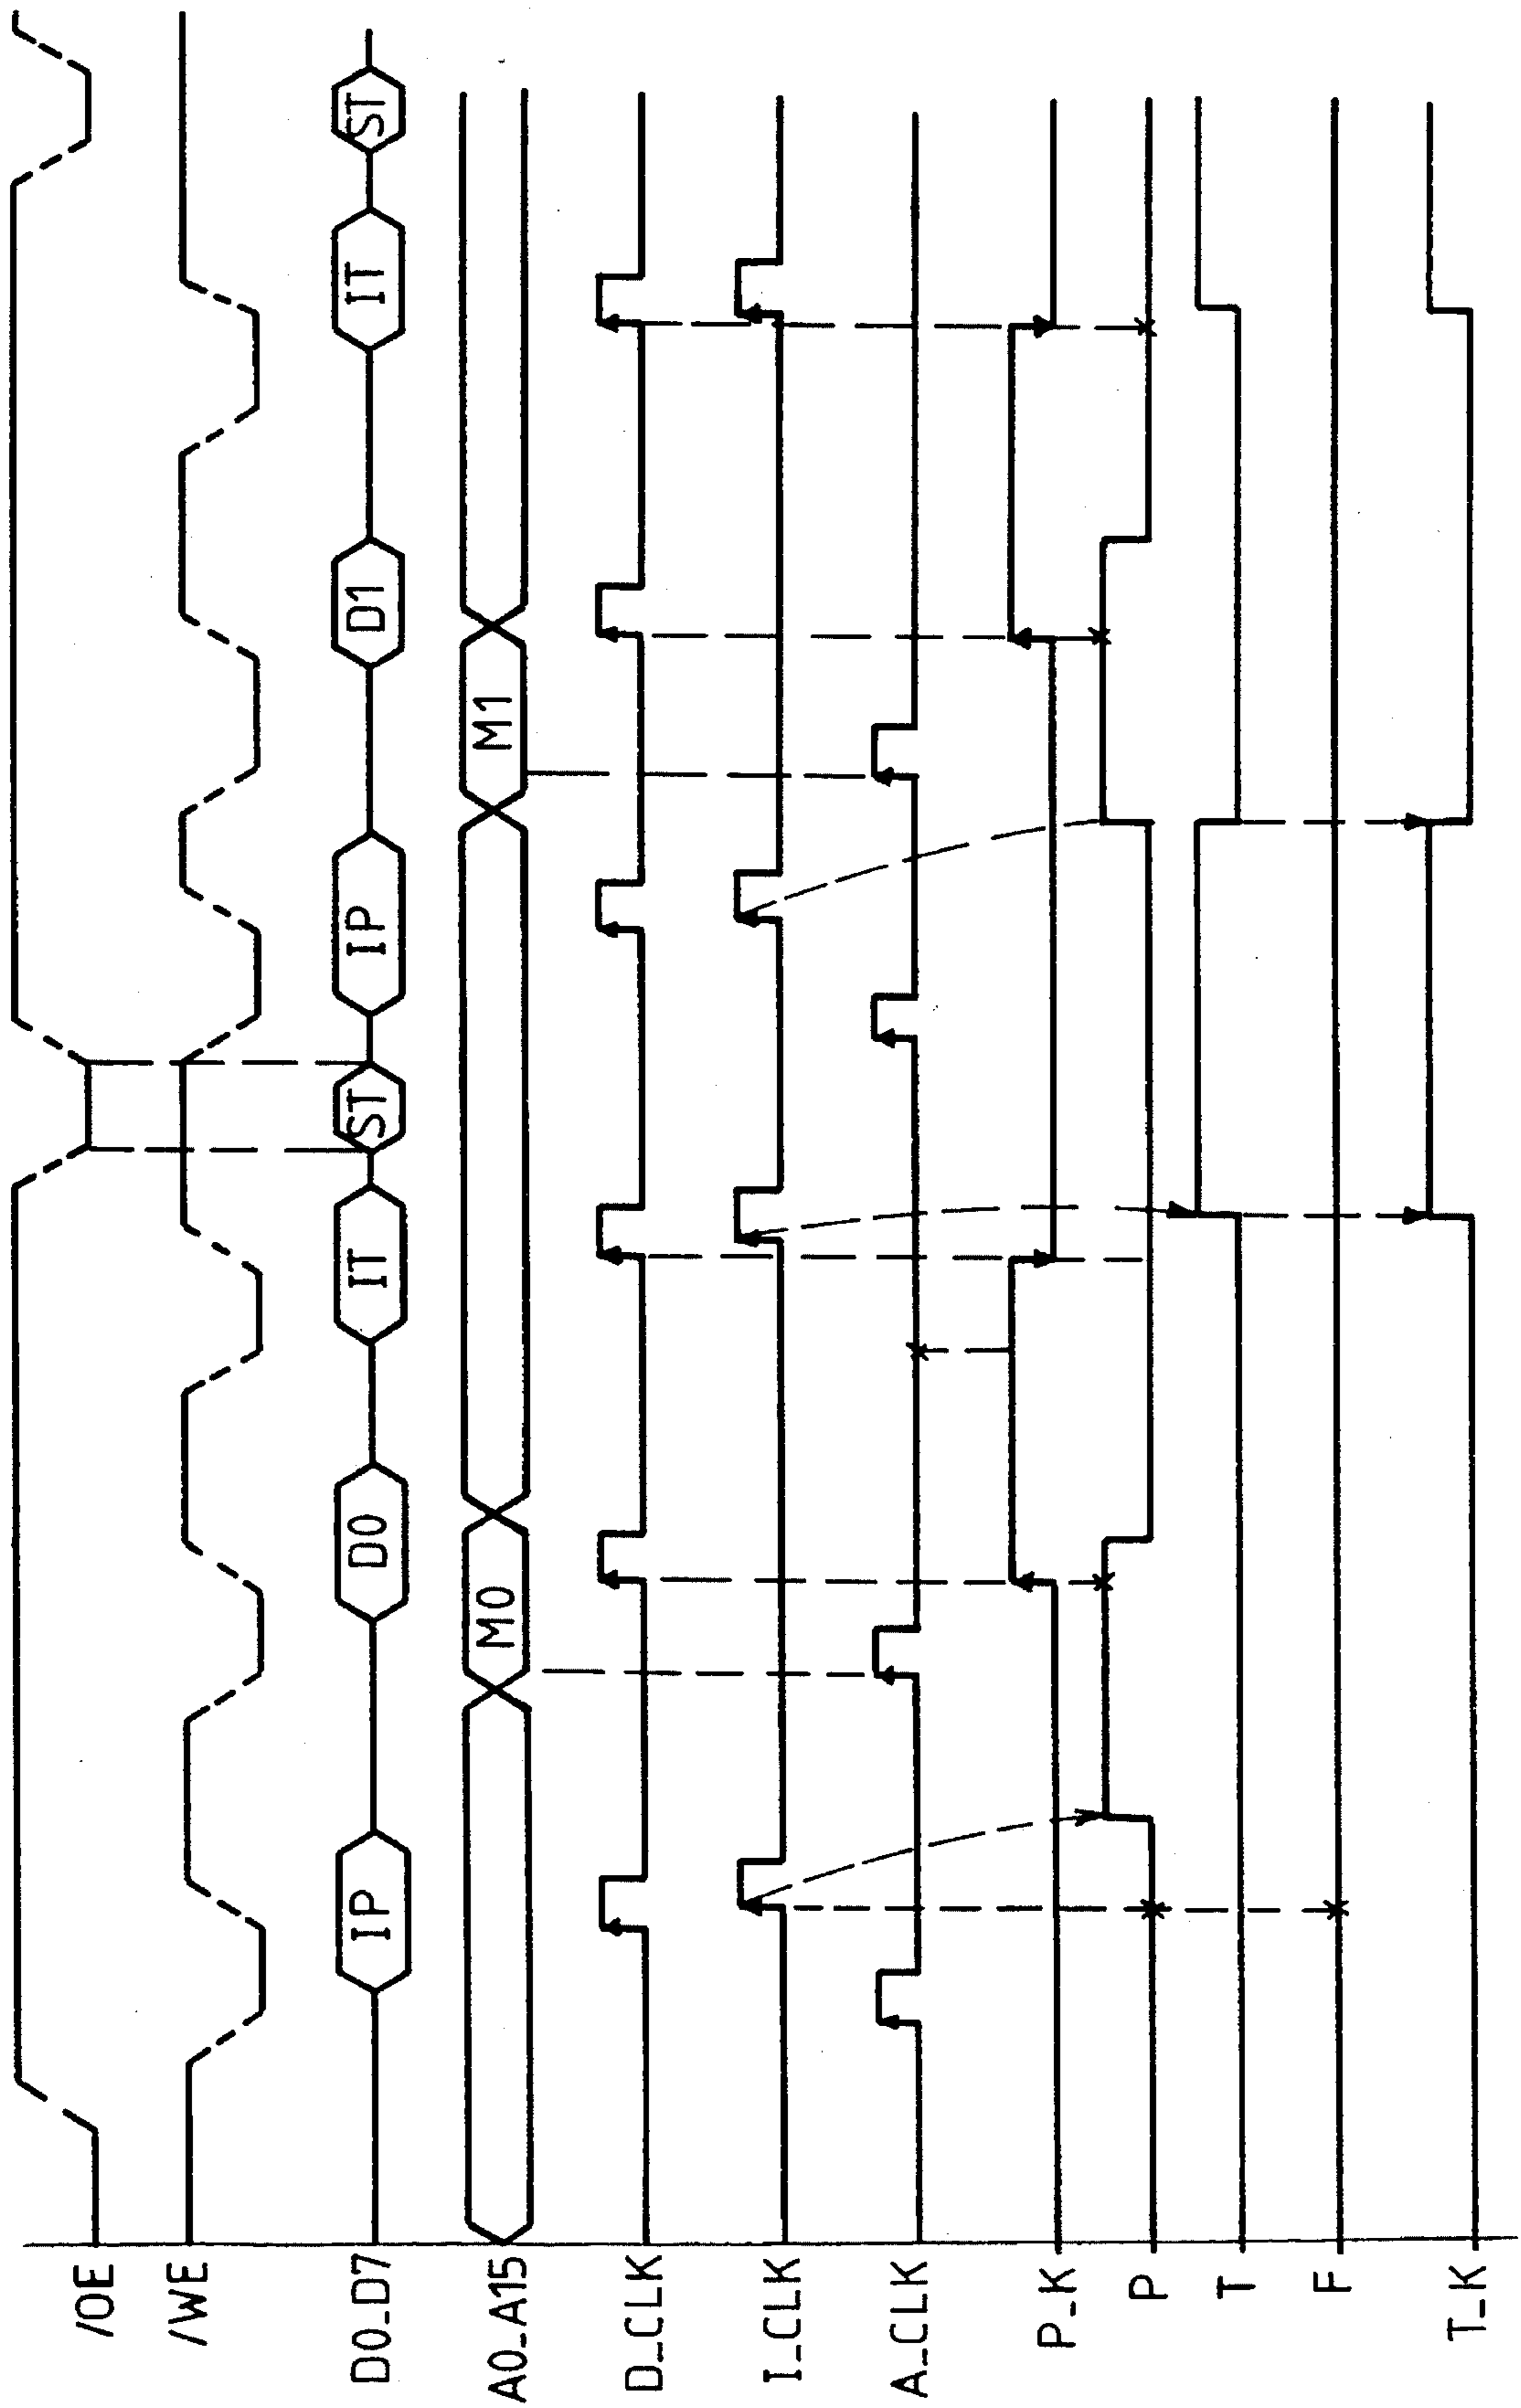 /OE
/WE
D0_D7 IP D0 IT ST IP D1 IT ST
A0_A15 M0 M1
D_CLK
I_CLK
A_CLK
P_K
P
T
F
T_K